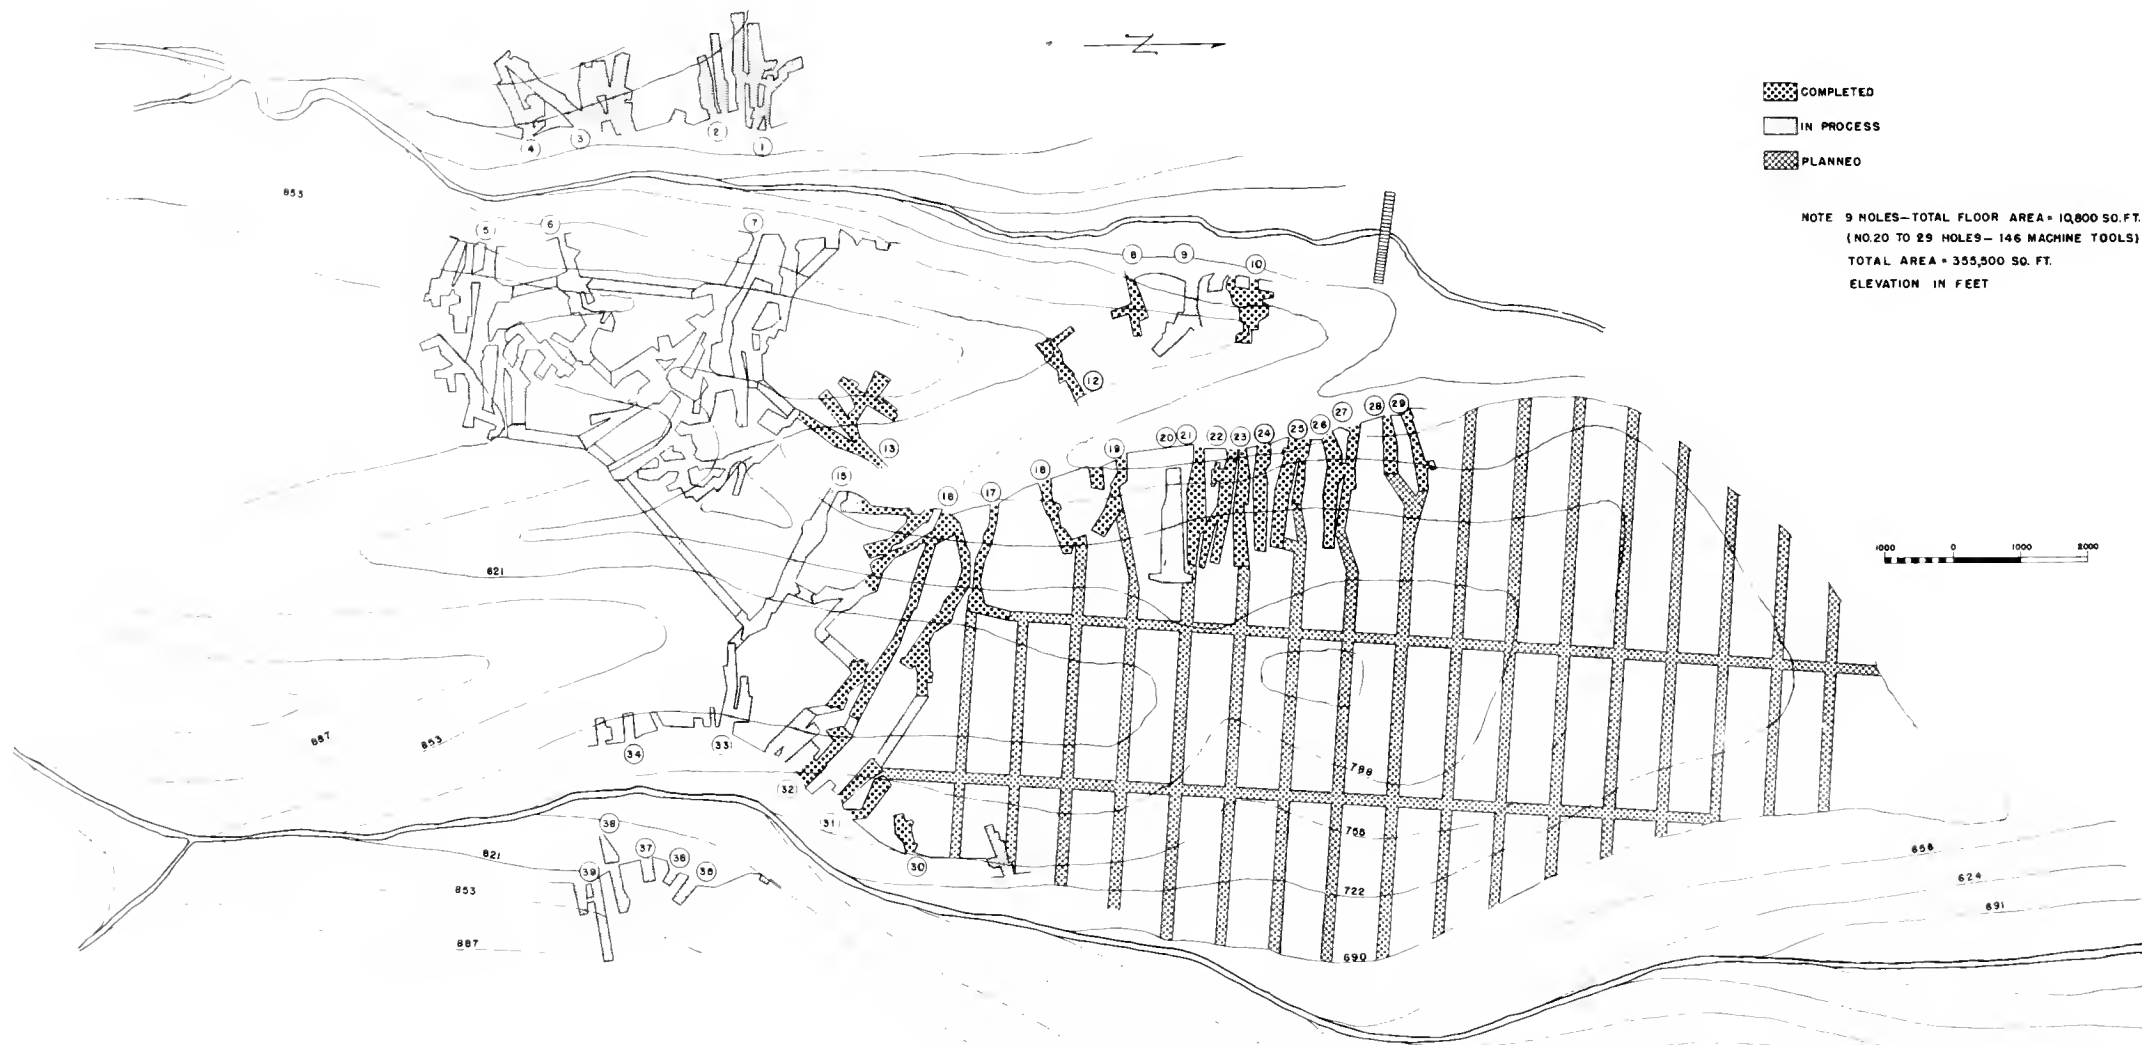 Z
COMPLETED
IN PROCESS
PLANNED
NOTE 9 HOLES—TOTAL FLOOR AREA = 10,800 SQ.FT.
(NO.20 TO 29 HOLES— 146 MACHINE TOOLS)
TOTAL AREA = 355,500 SQ. FT.
ELEVATION IN FEET
4 3 2 1
853
5 6 7
8 9 10
12
13
15 16 17 18 19 20 21 22 23 24 25 26 27 28 29
1000 0 1000 2000
621
887 853
34 33
32
31
30
788
755
722
690
38
37 36 35
39
821
853
887
656
624
691